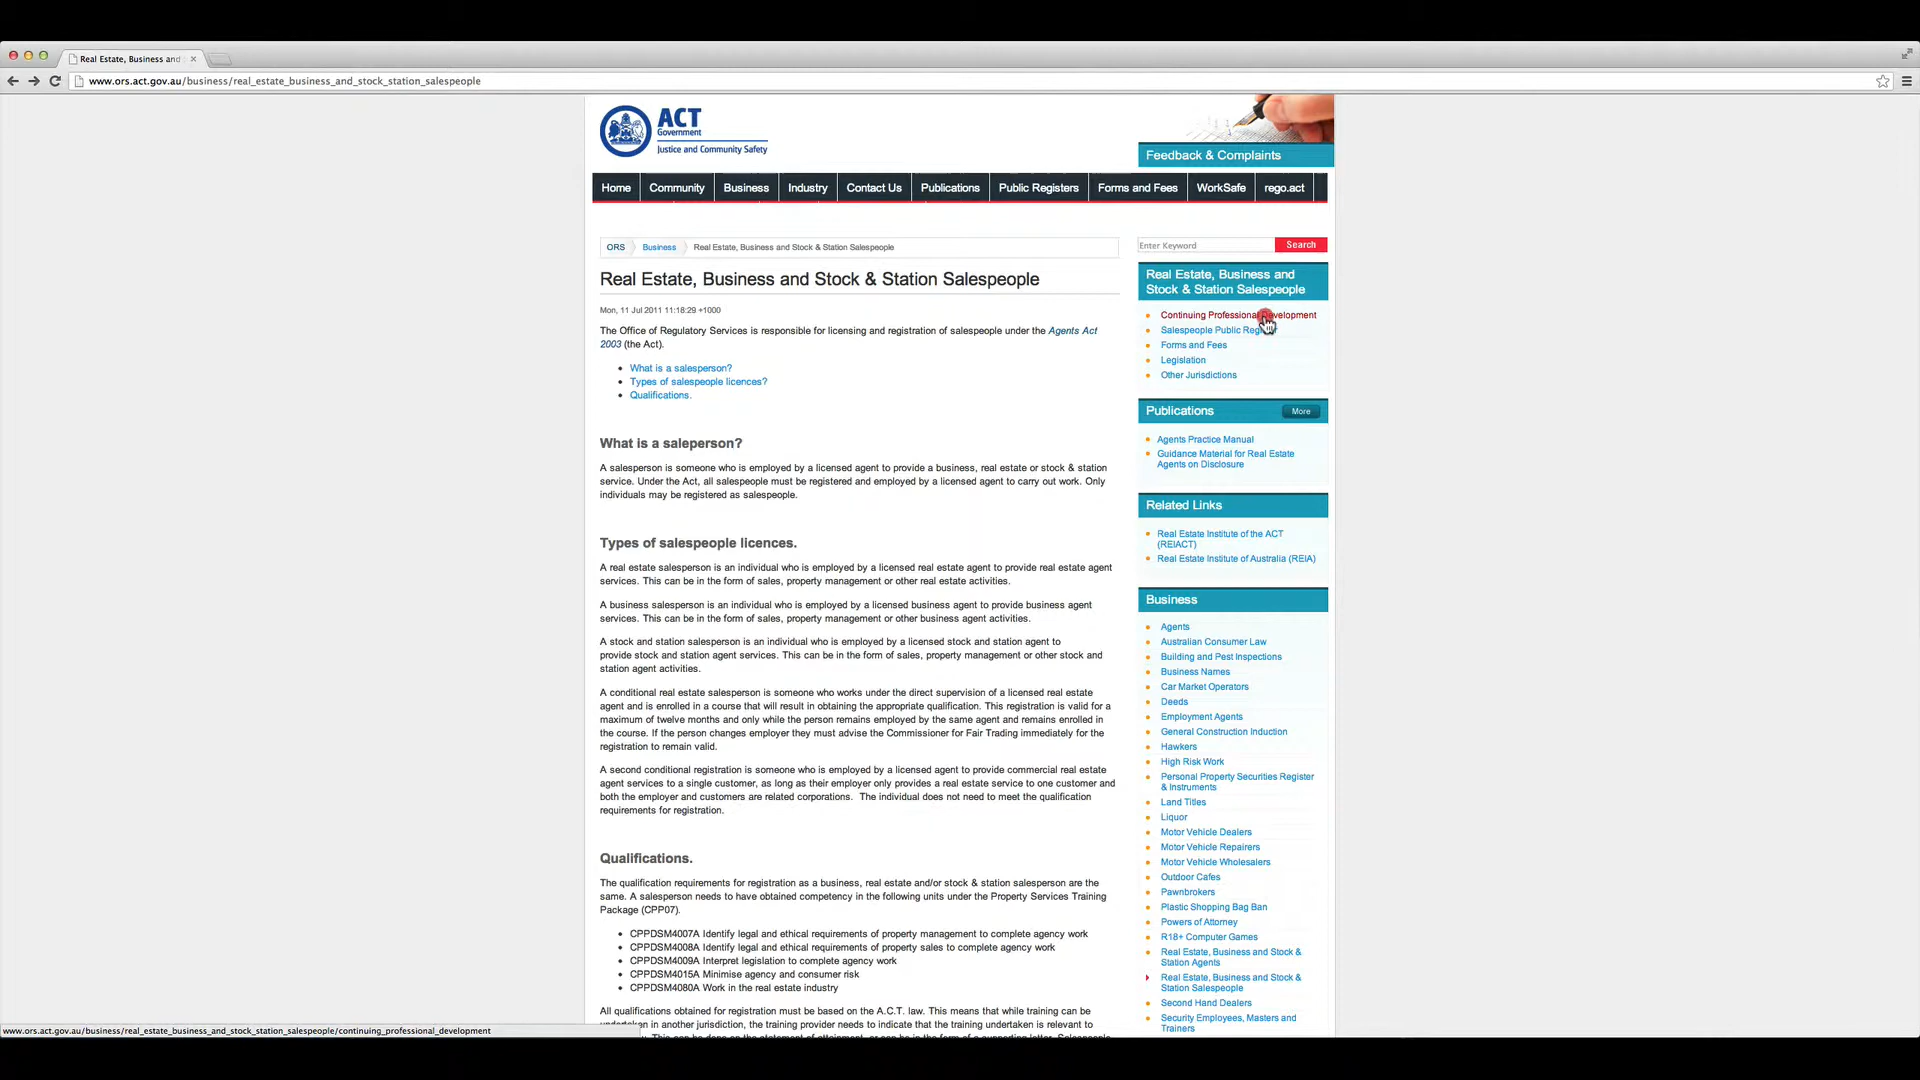 Real Estate, Business and
www.ors.act.gov.au/business/real_estate_business_and_stock_station_salespeople
ACT
Government
Justice and Community Safety
Feedback & Complaints
Home Community Business Industry Contact Us Publications Public Registers Forms and Fees WorkSafe rego.act
ORS Business Real Estate, Business and Stock & Station Salespeople
Real Estate, Business and Stock & Station Salespeople
Mon, 11 Jul 2011 11:18:29 +1000
The Office of Regulatory Services is responsible for licensing and registration of salespeople under the Agents Act
2003 (the Act).
What is a salesperson?
Types of salespeople licences?
Qualifications.
What is a saleperson?
A salesperson is someone who is employed by a licensed agent to provide a business, real estate or stock & station
service. Under the Act, all salespeople must be registered and employed by a licensed agent to carry out work. Only
individuals may be registered as salespeople.
Types of salespeople licences.
A real estate salesperson is an individual who is employed by a licensed real estate agent to provide real estate agent
services. This can be in the form of sales, property management or other real estate activities.
A business salesperson is an individual who is employed by a licensed business agent to provide business agent
services. This can be in the form of sales, property management or other business agent activities.
A stock and station salesperson is an individual who is employed by a licensed stock and station agent to
provide stock and station agent services. This can be in the form of sales, property management or other stock and
station agent activities.
A conditional real estate salesperson is someone who works under the direct supervision of a licensed real estate
agent and is enrolled in a course that will result in obtaining the appropriate qualification. This registration is valid for a
maximum of twelve months and only while the person remains employed by the same agent and remains enrolled in
the course. If the person changes employer they must advise the Commissioner for Fair Trading immediately for the
registration to remain valid.
A second conditional registration is someone who is employed by a licensed agent to provide commercial real estate
agent services to a single customer, as long as their employer only provides a real estate service to one customer and
both the employer and customers are related corporations. The individual does not need to meet the qualification
requirements for registration.
Qualifications.
The qualification requirements for registration as a business, real estate and/or stock & station salesperson are the
same. A salesperson needs to have obtained competency in the following units under the Property Services Training
Package (CPP07).
CPPDSM4007A Identify legal and ethical requirements of property management to complete agency work
CPPDSM4008A Identify legal and ethical requirements of property sales to complete agency work
CPPDSM4009A Interpret legislation to complete agency work
CPPDSM4015A Minimise agency and consumer risk
CPPDSM4080A Work in the real estate industry
All qualifications obtained for registration must be based on the A.C.T. law. This means that while training can be
in another jurisdiction, the training provider needs to indicate that the training undertaken is relevant to
www.ors.act.gov.au/business/real_estate_business_and_stock_station_salespeople/continuing_professional_development
Enter Keyword Search
Real Estate, Business and
Stock & Station Salespeople
Continuing Professional Development
Salespeople Public
Forms and Fees
Legislation
Other Jurisdictions
Publications More
Agents Practice Manual
Guidance Material for Real Estate
Agents on Disclosure
Related Links
Real Estate Institute of the ACT
(REIACT)
Real Estate Institute of Australia (REIA)
Business
Agents
Australian Consumer Law
Building and Pest Inspections
Business Names
Car Market Operators
Deeds
Employment Agents
General Construction Induction
Hawkers
High Risk Work
Personal Property Securities Register
& Instruments
Land Titles
Liquor
Motor Vehicle Dealers
Motor Vehicle Repairers
Motor Vehicle Wholesalers
Outdoor Cafes
Pawnbrokers
Plastic Shopping Bag Ban
Powers of Attorney
R18+ Computer Games
Real Estate, Business and Stock &
Station Agents
Real Estate, Business and Stock &
Station Salespeople
Second Hand Dealers
Security Employees, Masters and
Trainers